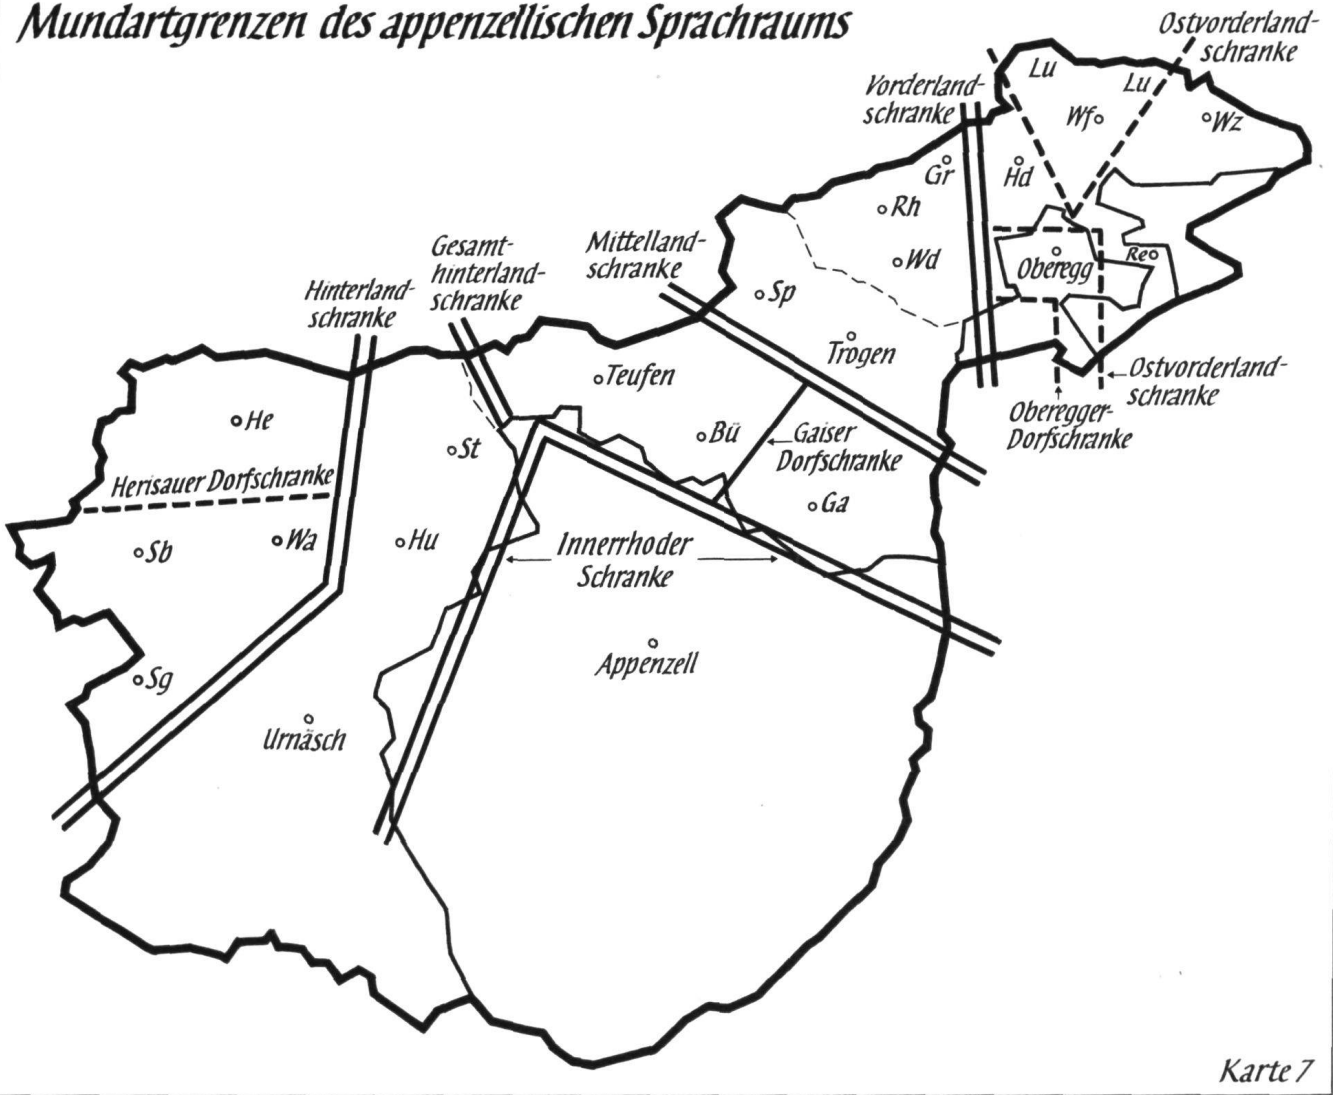 Mundartgrenzen des appenzellischen Sprachraums
Ostvorderland-
schranke
Lu
Lu
Vorderland-
schranke
Wf
Wz
Gr
Hd
Rh
Gesamt-
hinterland-
schranke
Mittelland-
schranke
Wd
Oberegg
Re
Hinterland-
schranke
Sp
Trogen
Teufen
Ostvorderland-
schranke
Oberegger-
Dorfschranke
He
St
Bü
Gaiser
Dorfschranke
Herisauer Dorfschranke
Ga
Sb
Wa
Hu
Innerrhoder
Schranke
Appenzell
Sg
Urnäsch
Karte 7